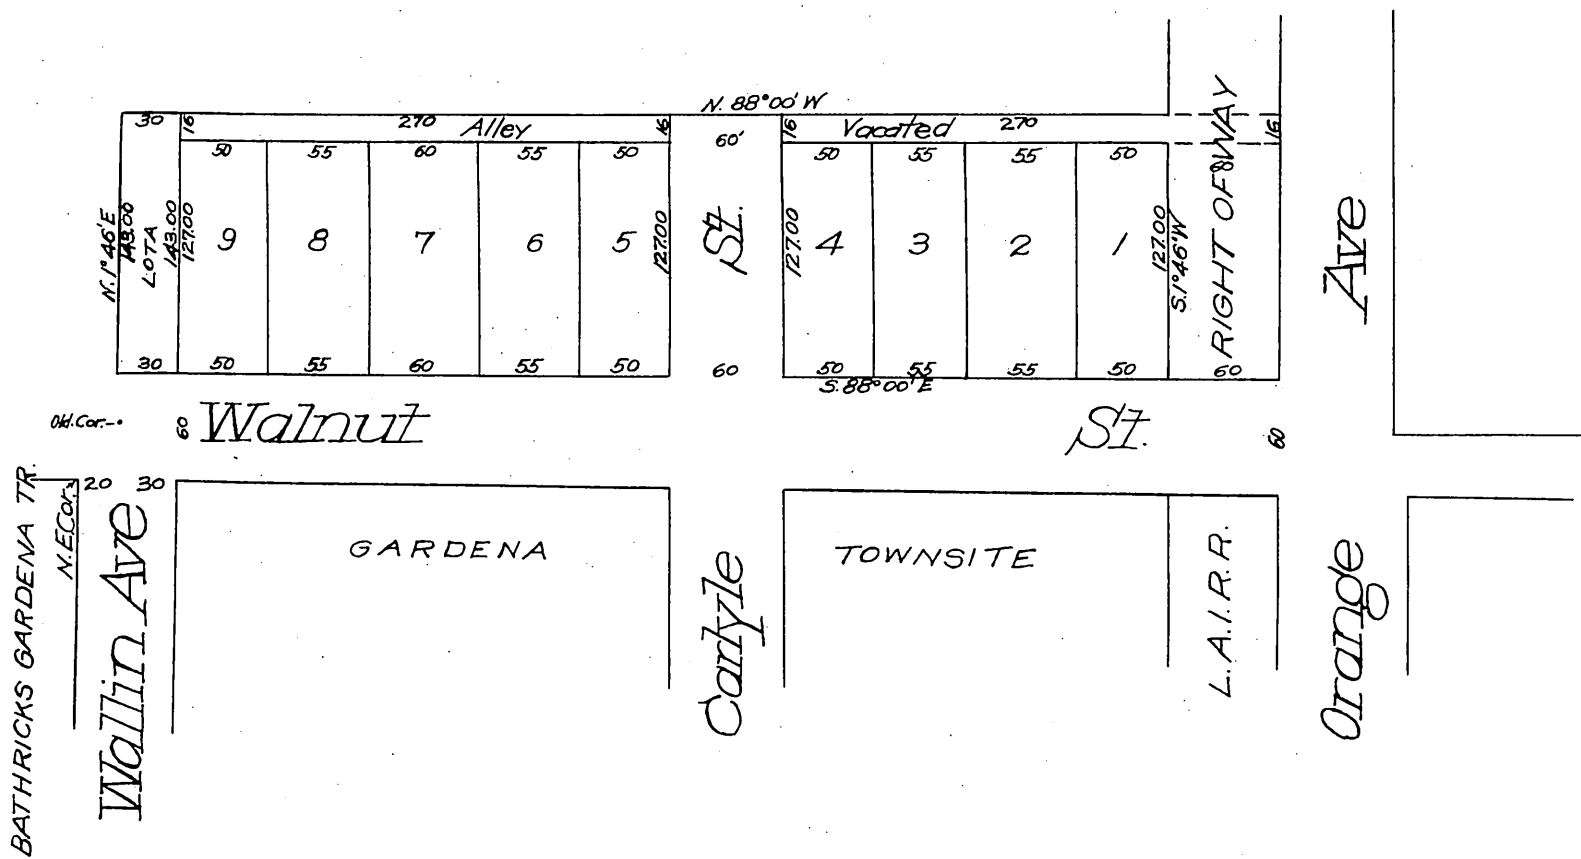 N. 88°00' W
30 16 270 Alley 16 60' 16 Vacated 270 16
50 55 60 55 50 50 55 55 50
N. 1°46' E
143.00
LOT A
143.00
127.00
9 8 7 6 5
127.00
St.
127.00
4 3 2 1
127.00
S. 1°46' W
RIGHT OF WAY
Ave
30 50 55 60 55 50 60 50 55 55 50 60
S. 88°00' E
Old. Cor.
60 Walnut St. 60
BATHRICKS GARDENA TR.
N.E. Cor.
20 30
Wallin Ave
GARDENA TOWNSITE
Carlyle
L.A.I.R.R.
Orange